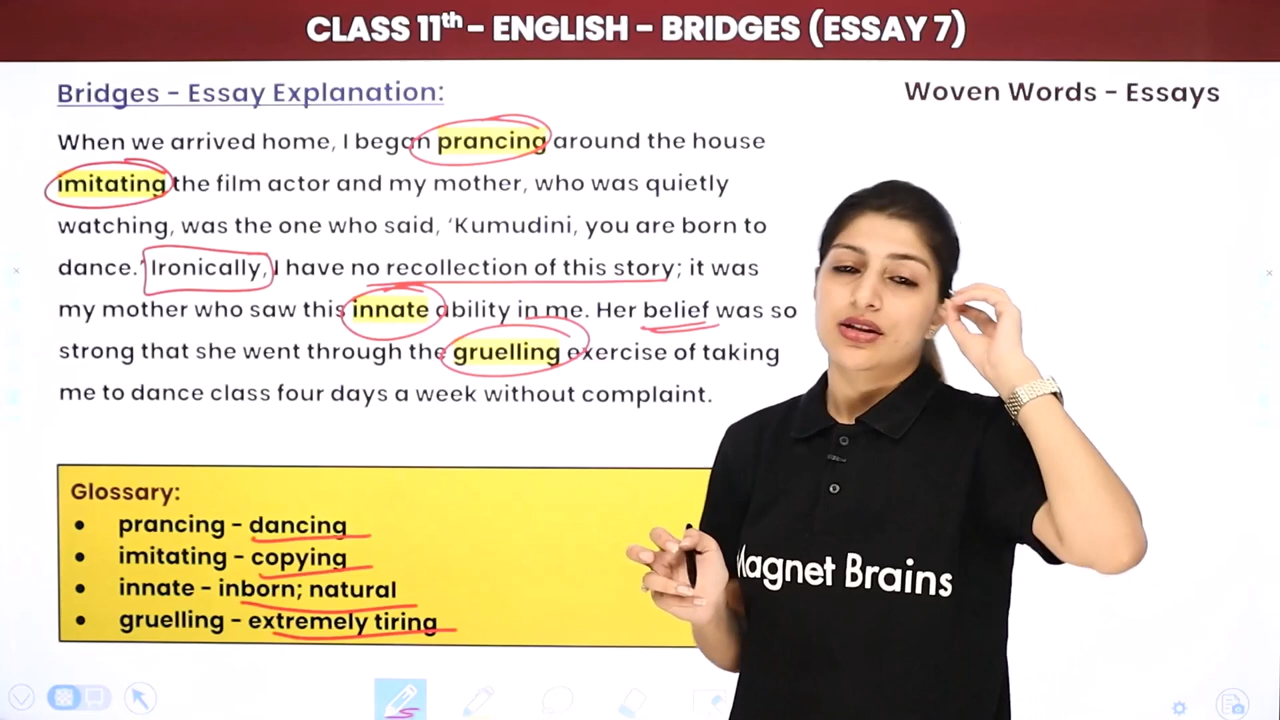 CLASS 11th - ENGLISH - BRIDGES (ESSAY 7)
Bridges - Essay Explanation:
Woven Words - Essays
When we arrived home, I began prancing around the house
imitating the film actor and my mother, who was quietly
watching, was the one who said, ‘Kumudini, you are born to
dance.’ Ironically, I have no recollection of this story; it was
my mother who saw this innate ability in me. Her belief was so
strong that she went through the gruelling exercise of taking
me to dance class four days a week without complaint.
Glossary:
• prancing - dancing
• imitating - copying
• innate - inborn; natural
• gruelling - extremely tiring
Magnet Brains